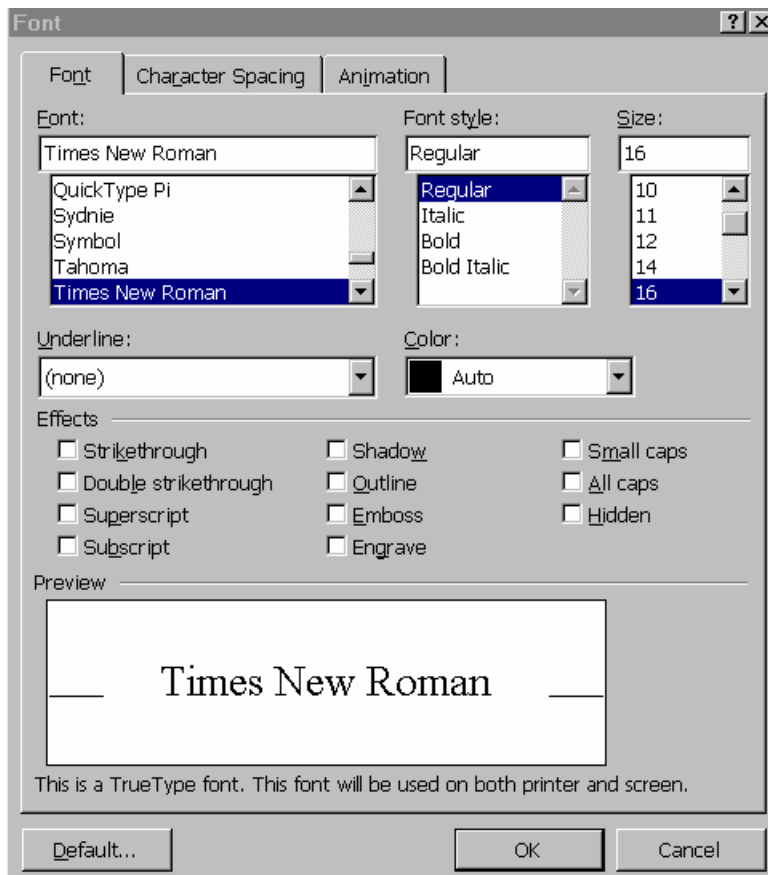 Font
Font Character Spacing Animation
Font: Font style: Size:
Times New Roman Regular 16
QuickType Pi Regular 10
Sydnie Italic 11
Symbol Bold 12
Tahoma Bold Italic 14
Times New Roman 16
Underline: Color:
(none) Auto
Effects
Strikethrough Shadow Small caps
Double strikethrough Outline All caps
Superscript Emboss Hidden
Subscript Engrave
Preview
Times New Roman
This is a TrueType font. This font will be used on both printer and screen.
Default... OK Cancel